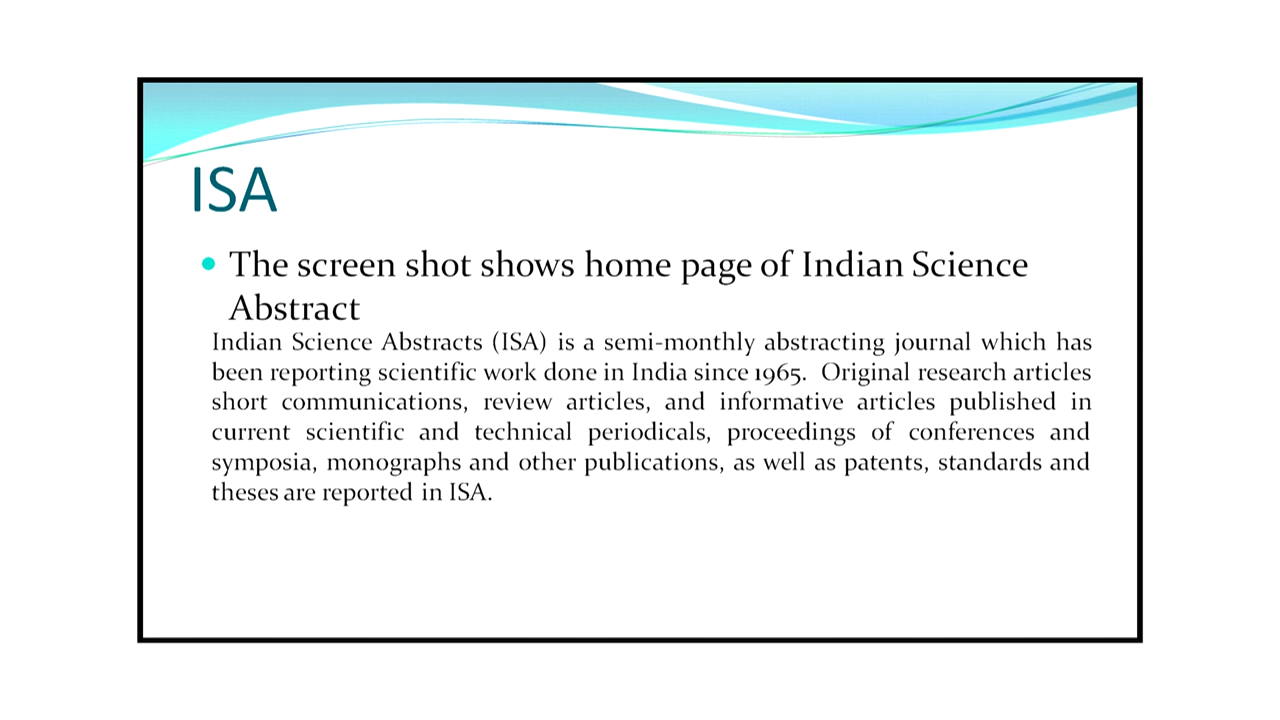 ISA
The screen shot shows home page of Indian Science
Abstract
Indian Science Abstracts (ISA) is a semi-monthly abstracting journal which has
been reporting scientific work done in India since 1965. Original research articles
short communications, review articles, and informative articles published in
current scientific and technical periodicals, proceedings of conferences and
symposia, monographs and other publications, as well as patents, standards and
theses are reported in ISA.